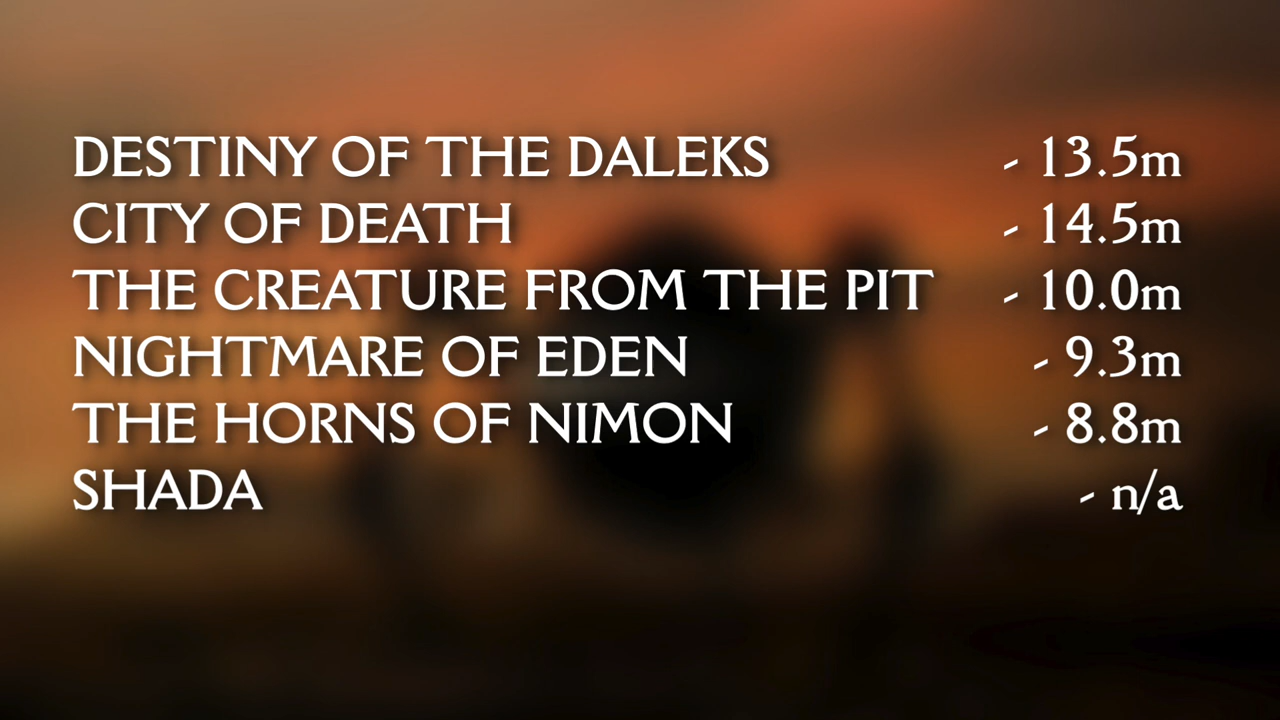 DESTINY OF THE DALEKS - 13.5m
CITY OF DEATH - 14.5m
THE CREATURE FROM THE PIT - 10.0m
NIGHTMARE OF EDEN - 9.3m
THE HORNS OF NIMON - 8.8m
SHADA - n/a